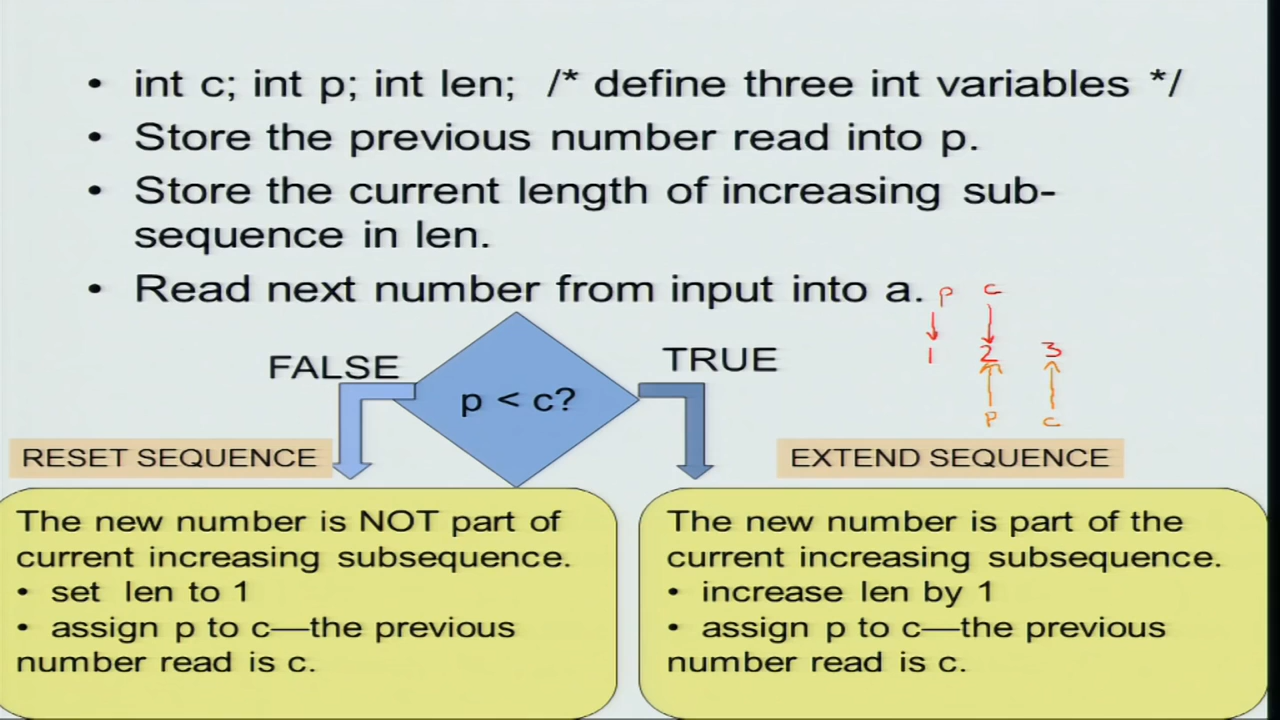 • int c; int p; int len; /* define three int variables */
• Store the previous number read into p.
• Store the current length of increasing sub-
sequence in len.
• Read next number from input into a.
p c
1 2 3
p c
FALSE
p < c?
TRUE
RESET SEQUENCE
The new number is NOT part of
current increasing subsequence.
• set len to 1
• assign p to c—the previous
number read is c.
EXTEND SEQUENCE
The new number is part of the
current increasing subsequence.
• increase len by 1
• assign p to c—the previous
number read is c.